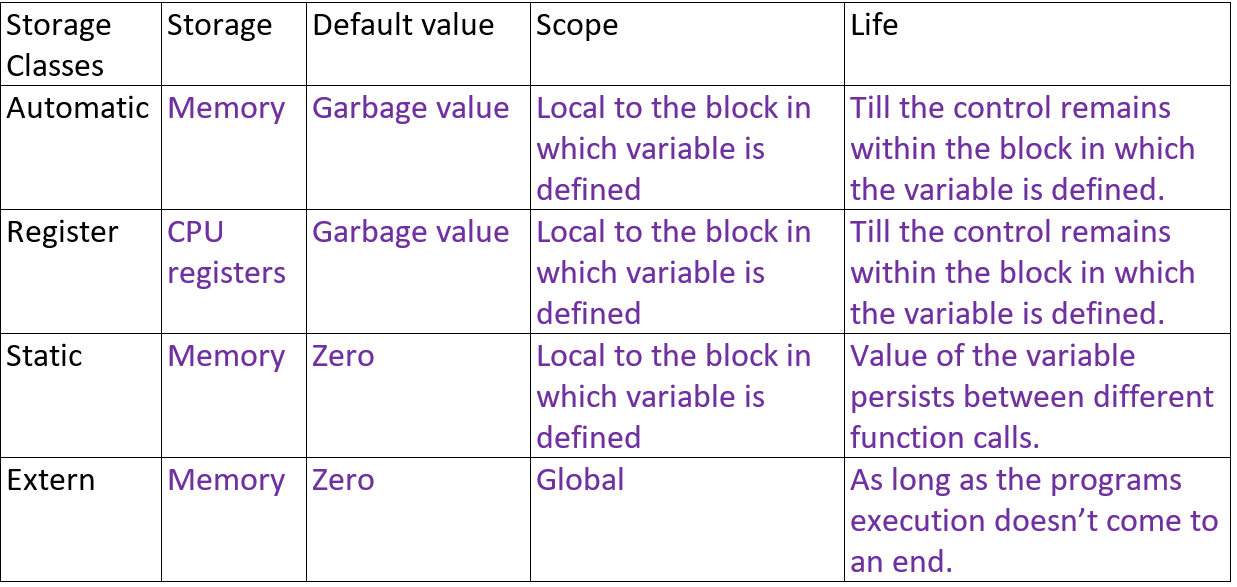 Storage Classes | Storage | Default value | Scope | Life
Automatic | Memory | Garbage value | Local to the block in which variable is defined | Till the control remains within the block in which the variable is defined.
Register | CPU registers | Garbage value | Local to the block in which variable is defined | Till the control remains within the block in which the variable is defined.
Static | Memory | Zero | Local to the block in which variable is defined | Value of the variable persists between different function calls.
Extern | Memory | Zero | Global | As long as the programs execution doesn’t come to an end.